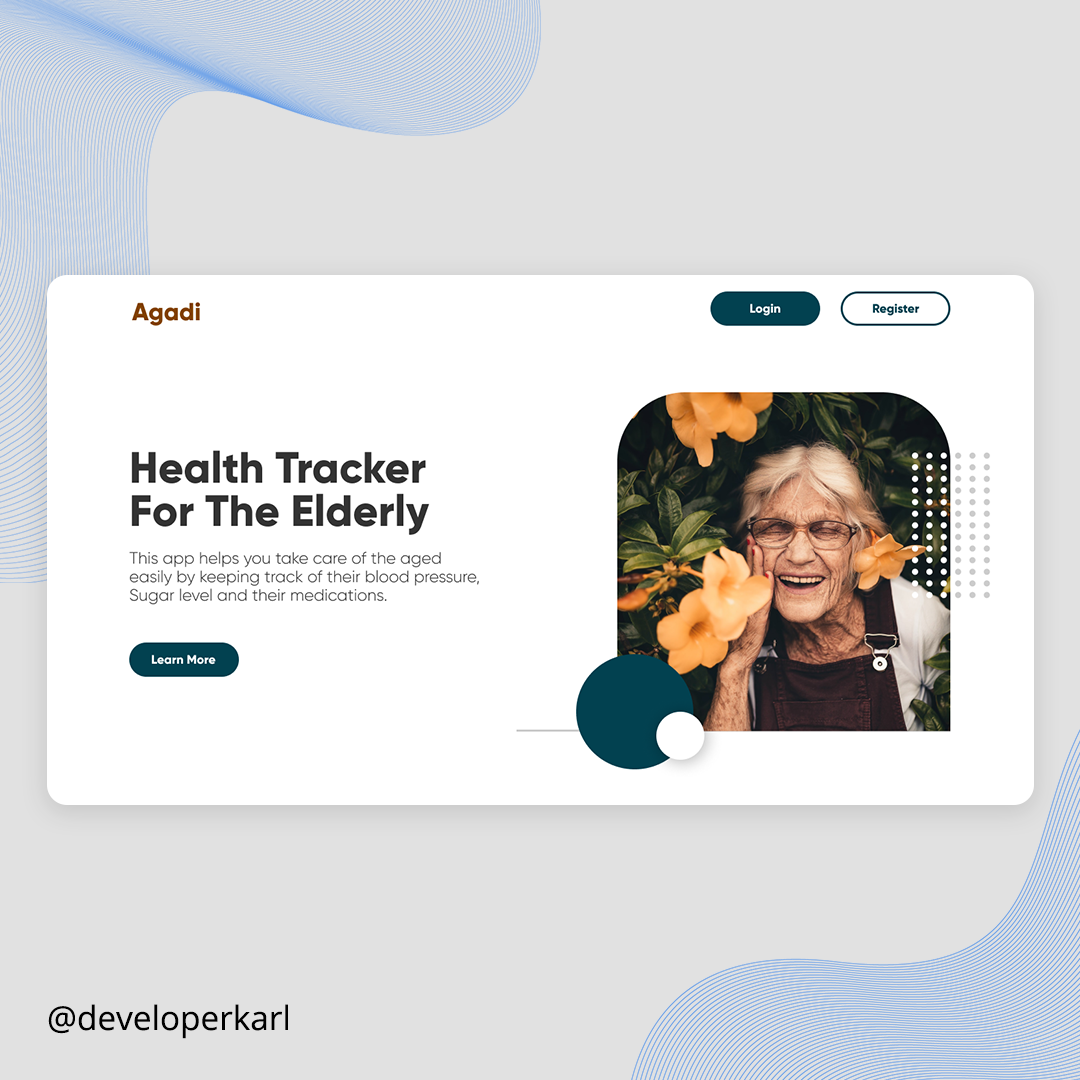 Agadi
Login
Register
Health Tracker
For The Elderly
This app helps you take care of the aged
easily by keeping track of their blood pressure,
Sugar level and their medications.
Learn More
@developerkarl